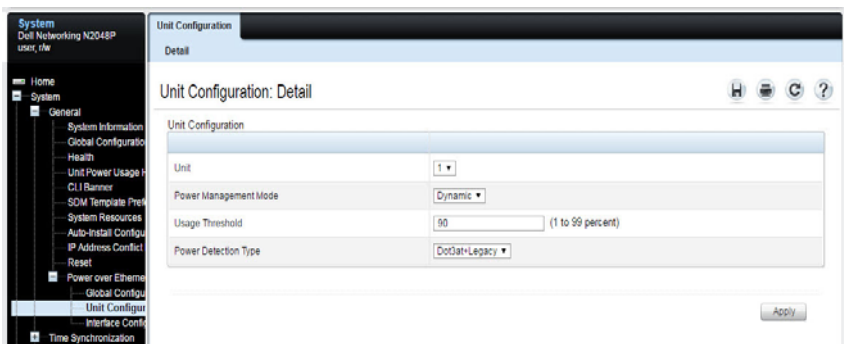 System
Dell Networking N2048P
user, r/w
Unit Configuration
Detail
Home
System
General
System Information
Global Configuratio
Health
Unit Power Usage H
CLI Banner
SDM Template Pref
System Resources
Auto-Install Configu
IP Address Conflict
Reset
Power over Etherne
Global Configu
Unit Configur
Interface Config
Time Synchronization
Unit Configuration: Detail
Unit Configuration
Unit
1
Power Management Mode
Dynamic
Usage Threshold
90 (1 to 99 percent)
Power Detection Type
Dot3at+Legacy
Apply